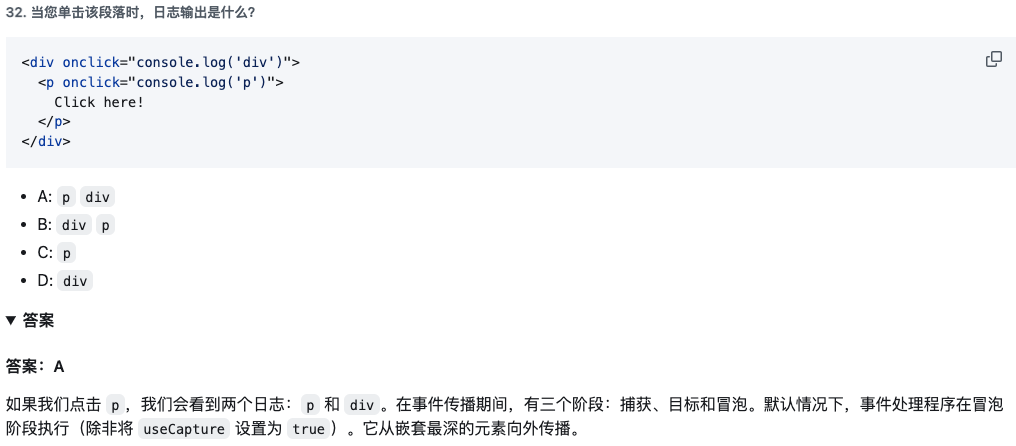 32. 当您单击该段落时，日志输出是什么?
<div onclick="console.log('div')">
  <p onclick="console.log('p')">
    Click here!
  </p>
</div>
• A: p div
• B: div p
• C: p
• D: div
▼ 答案
答案：A
如果我们点击 p，我们会看到两个日志：p 和 div。在事件传播期间，有三个阶段：捕获、目标和冒泡。默认情况下，事件处理程序在冒泡
阶段执行（除非将 useCapture 设置为 true）。它从嵌套最深的元素向外传播。